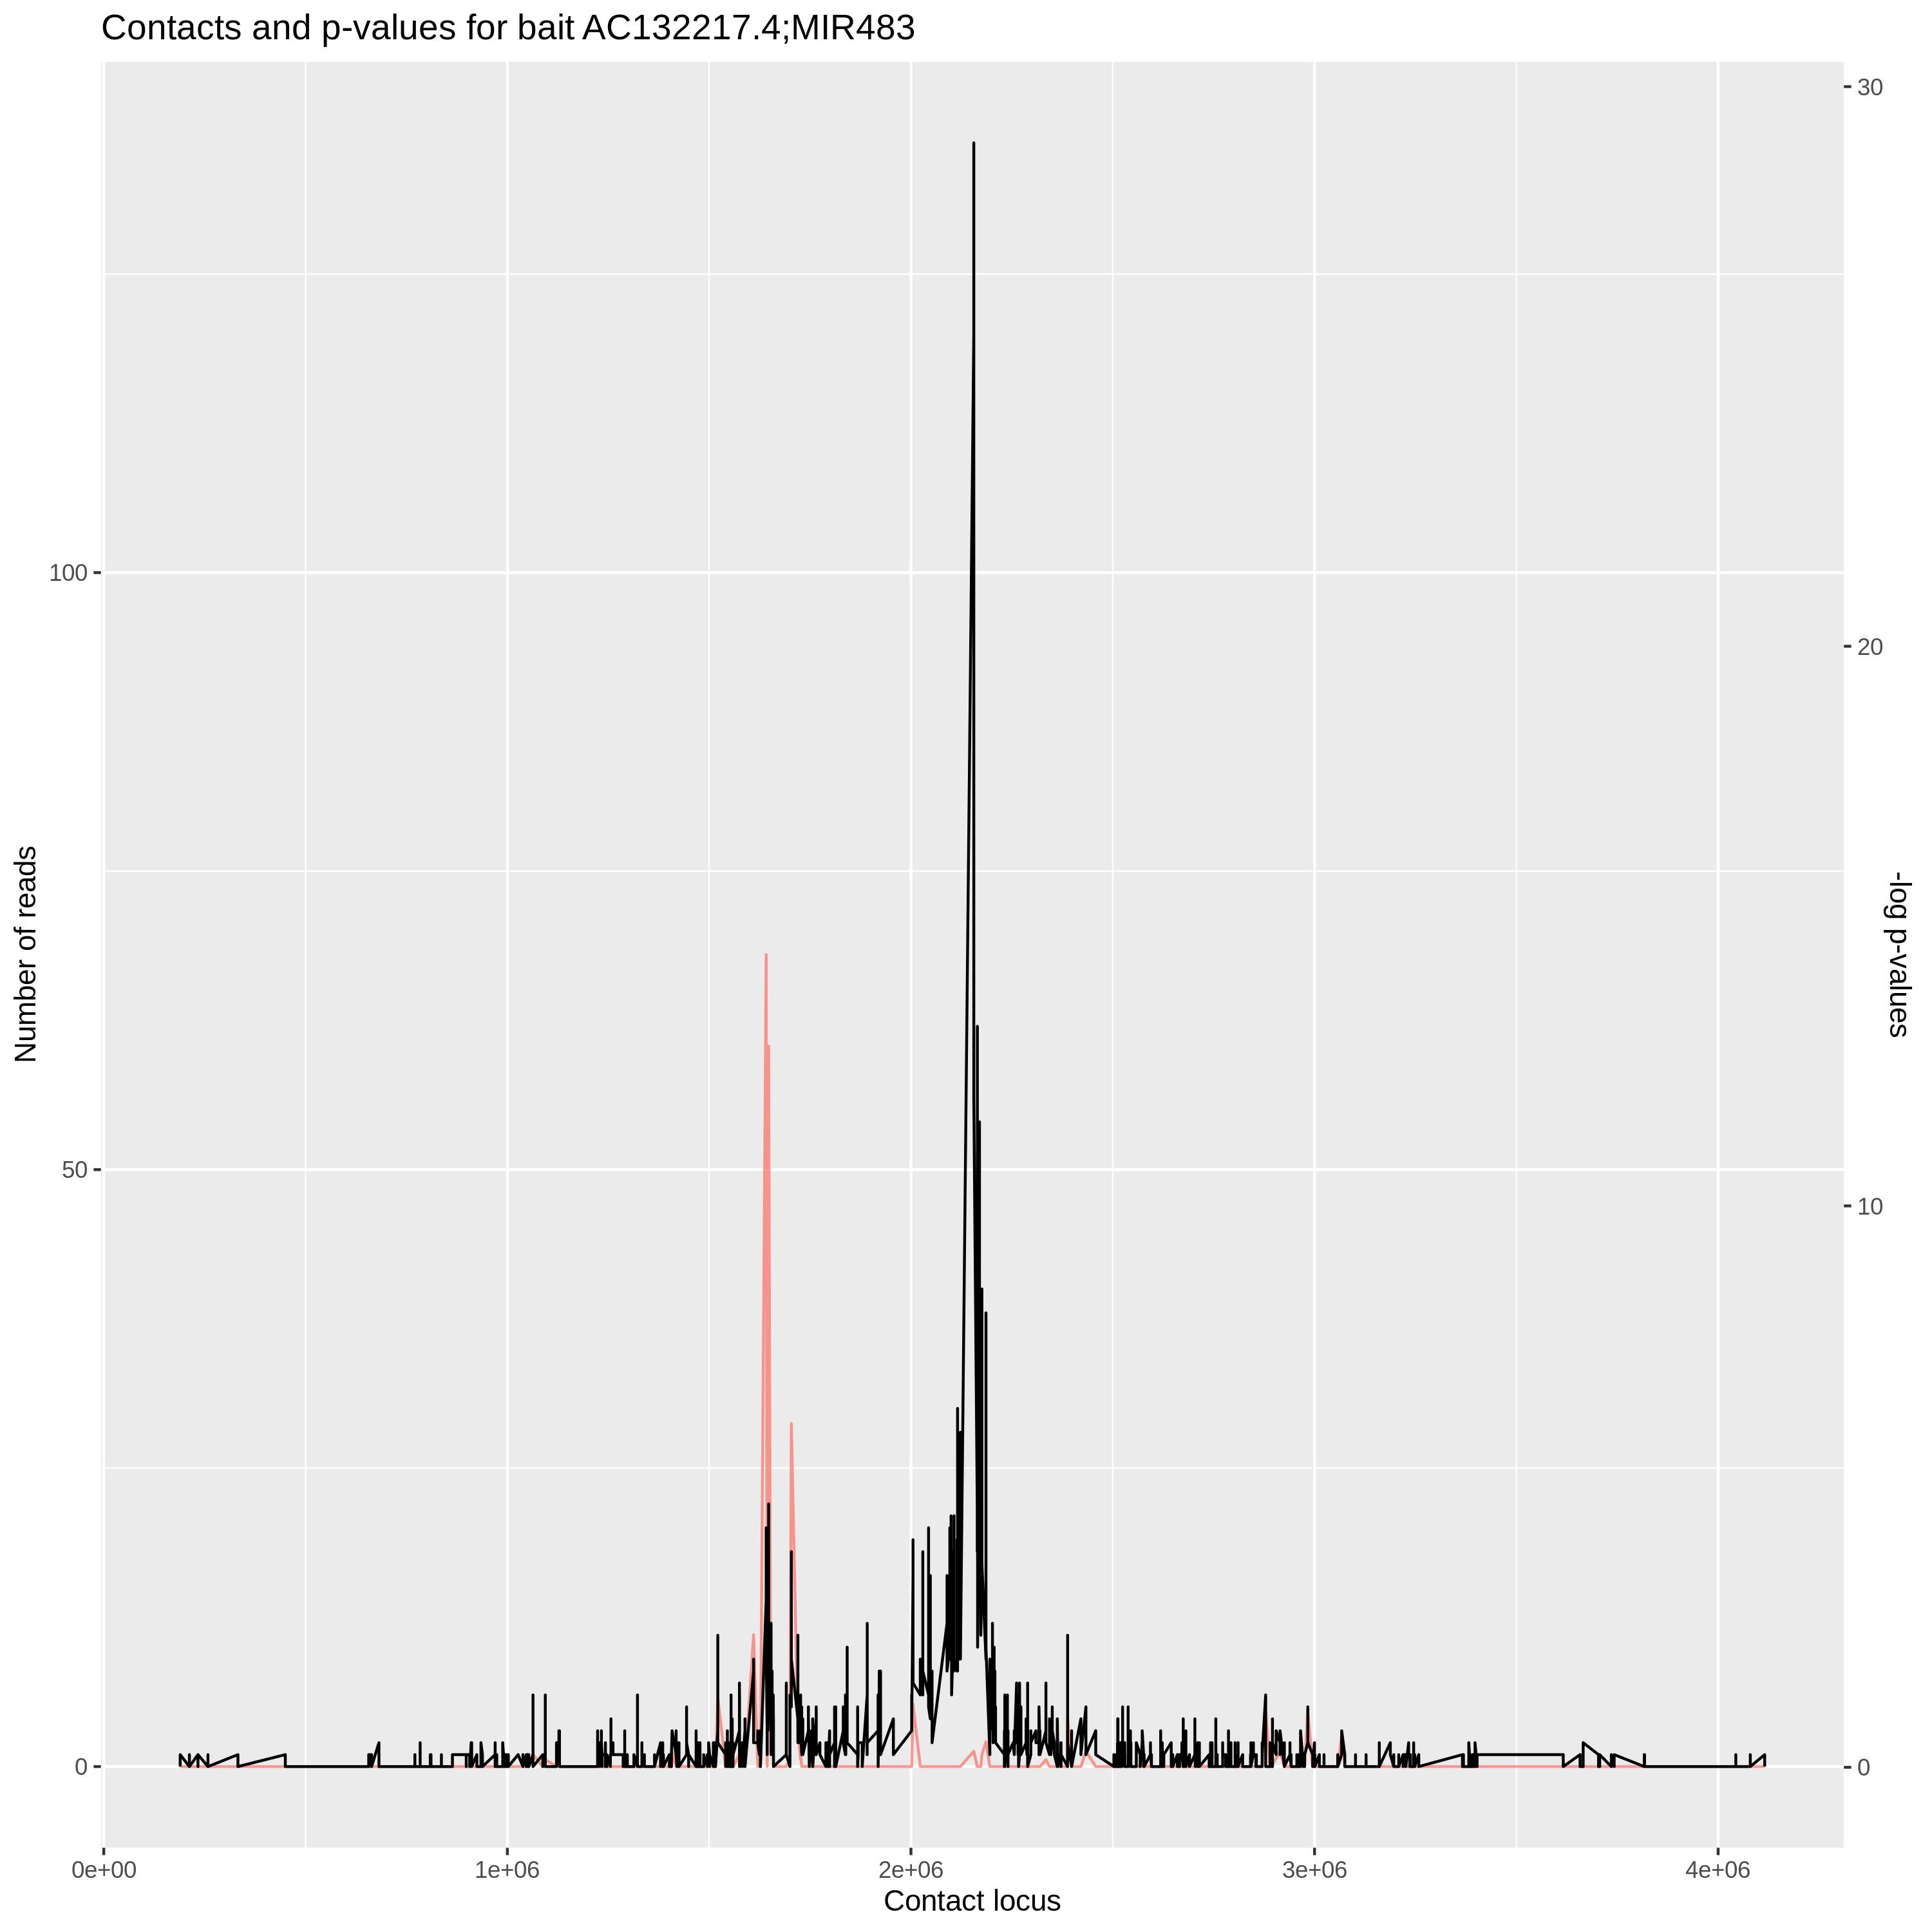 Contacts and p-values for bait AC132217.4;MIR483
30
100
20
Number of reads
-log p-values
50
10
0
0
0e+00
1e+06
2e+06
3e+06
4e+06
Contact locus